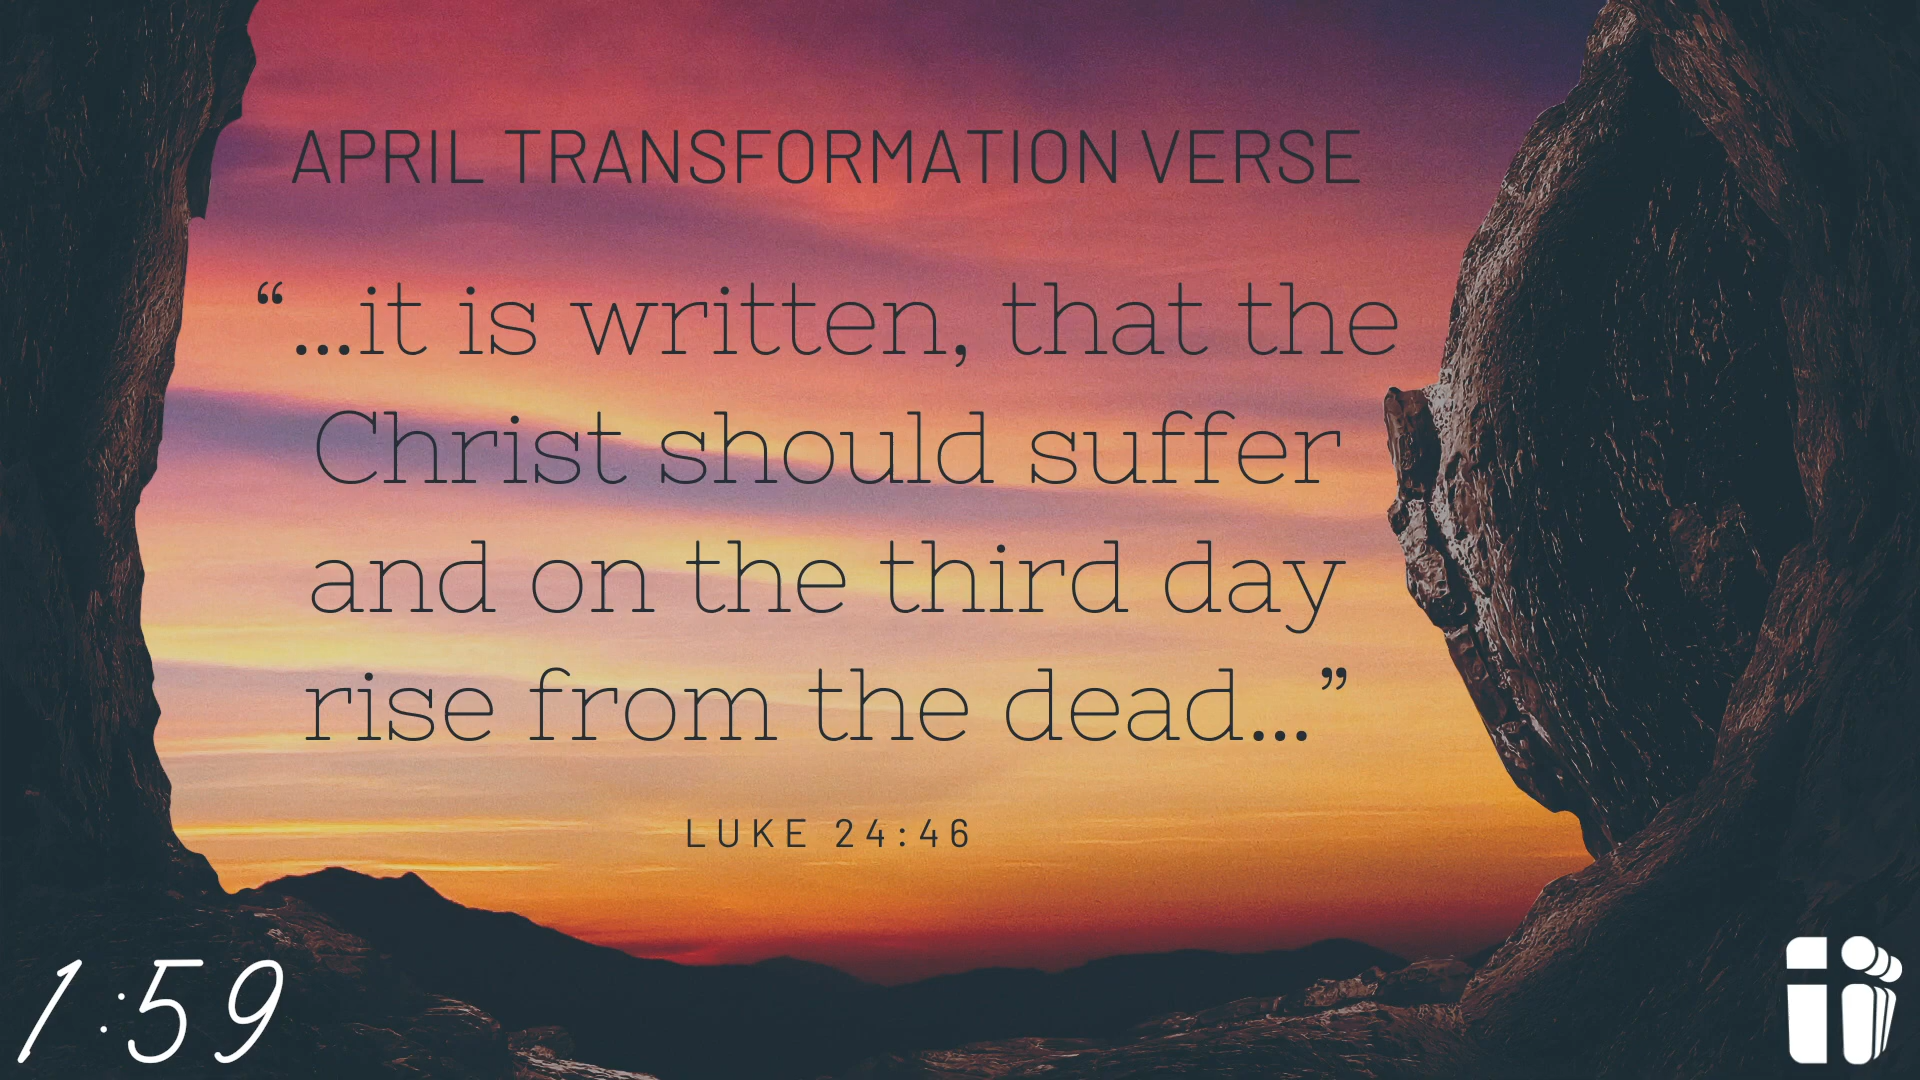 APRIL TRANSFORMATION VERSE
“...it is written, that the
Christ should suffer
and on the third day
rise from the dead...”
LUKE 24:46
1:59